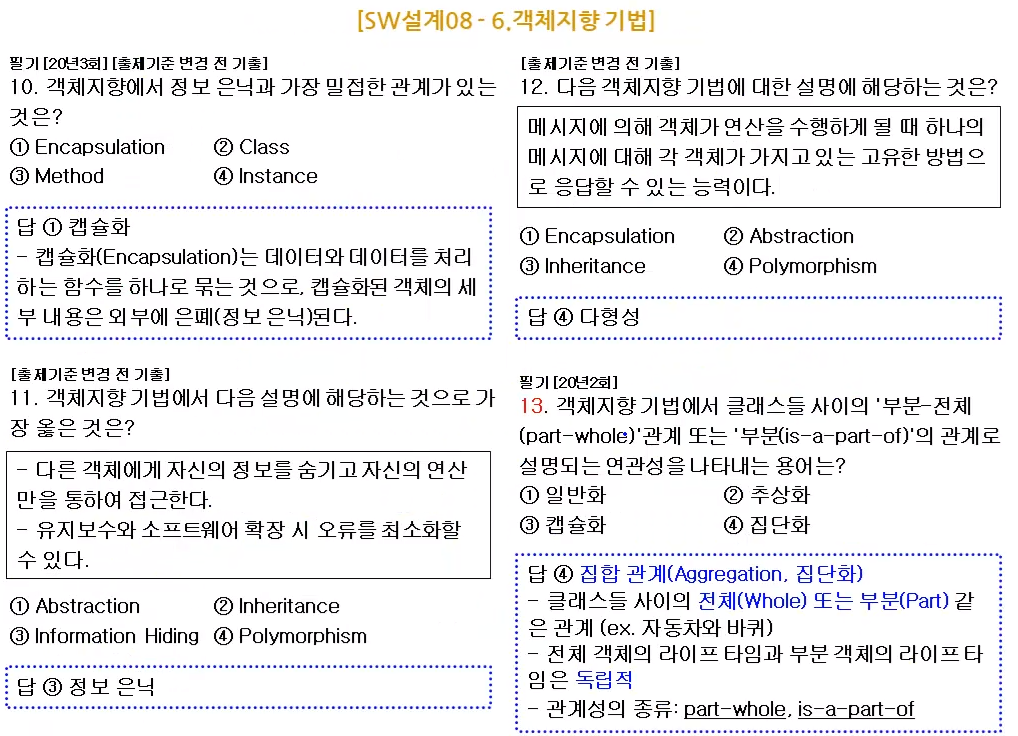 [SW설계08 - 6.객체지향 기법]
필기 [20년3회] [출제기준 변경 전 기출]
10. 객체지향에서 정보 은닉과 가장 밀접한 관계가 있는
것은?
① Encapsulation ② Class
③ Method ④ Instance
답 ① 캡슐화
- 캡슐화(Encapsulation)는 데이터와 데이터를 처리
하는 함수를 하나로 묶는 것으로, 캡슐화된 객체의 세
부 내용은 외부에 은폐(정보 은닉)된다.
[출제기준 변경 전 기출]
11. 객체지향 기법에서 다음 설명에 해당하는 것으로 가
장 옳은 것은?
- 다른 객체에게 자신의 정보를 숨기고 자신의 연산
만을 통하여 접근한다.
- 유지보수와 소프트웨어 확장 시 오류를 최소화할
수 있다.
① Abstraction ② Inheritance
③ Information Hiding ④ Polymorphism
답 ③ 정보 은닉
[출제기준 변경 전 기출]
12. 다음 객체지향 기법에 대한 설명에 해당하는 것은?
메시지에 의해 객체가 연산을 수행하게 될 때 하나의
메시지에 대해 각 객체가 가지고 있는 고유한 방법으
로 응답할 수 있는 능력이다.
① Encapsulation ② Abstraction
③ Inheritance ④ Polymorphism
답 ④ 다형성
필기 [20년2회]
13. 객체지향 기법에서 클래스들 사이의 '부분-전체
(part-whole)'관계 또는 '부분(is-a-part-of)'의 관계로
설명되는 연관성을 나타내는 용어는?
① 일반화 ② 추상화
③ 캡슐화 ④ 집단화
답 ④ 집합 관계(Aggregation, 집단화)
- 클래스들 사이의 전체(Whole) 또는 부분(Part) 같
은 관계 (ex. 자동차와 바퀴)
- 전체 객체의 라이프 타임과 부분 객체의 라이프 타
임은 독립적
- 관계성의 종류: part-whole, is-a-part-of